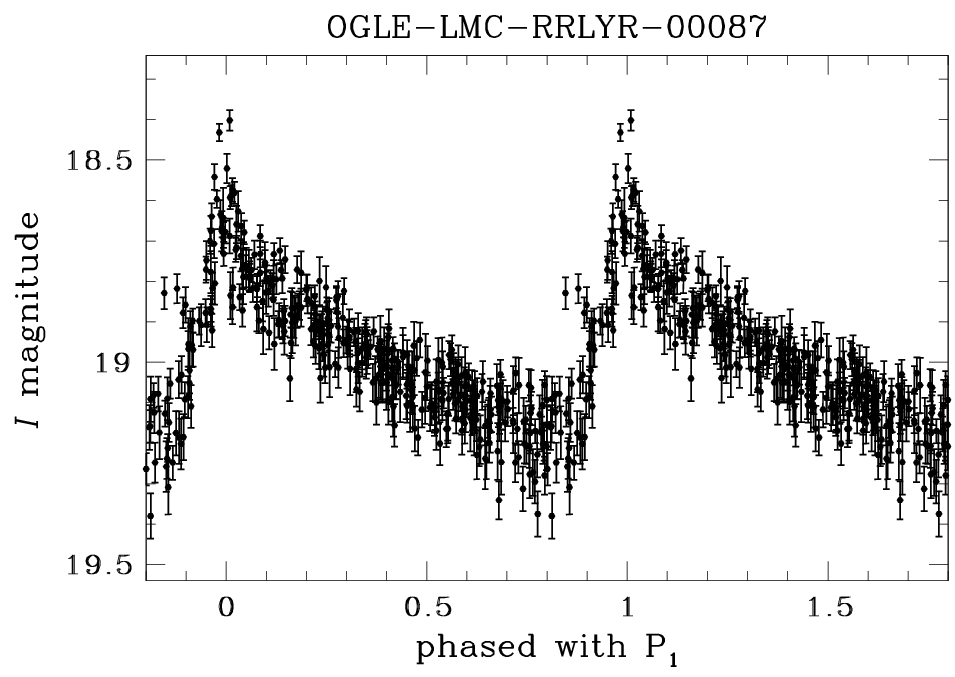 OGLE-LMC-RRLYR-00087
18.5
19
19.5
I magnitude
0 0.5 1 1.5
phased with P₁